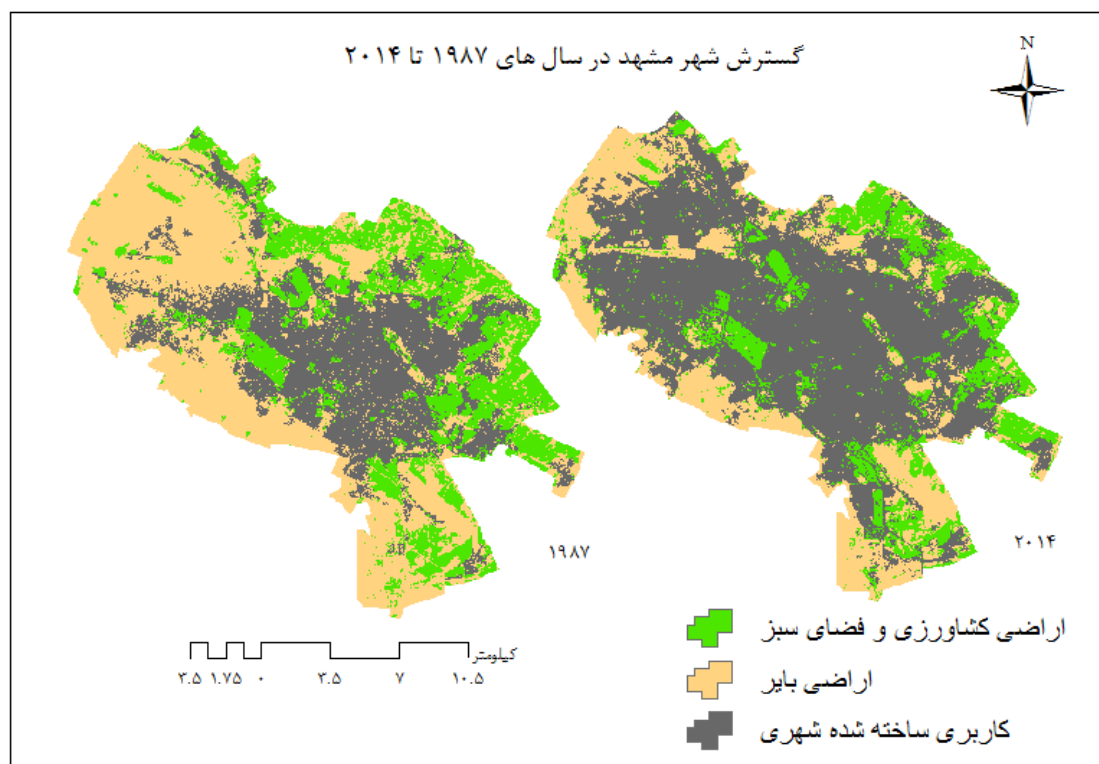 گسترش شهر مشهد در سال های ۱۹۸۷ تا ۲۰۱۴
N
۱۹۸۷
۲۰۱۴
کیلومتر
۳.۵ ۱.۷۵ ۰ ۳.۵ ۷ ۱۰.۵
اراضی کشاورزی و فضای سبز
اراضی بایر
کاربری ساخته شده شهری